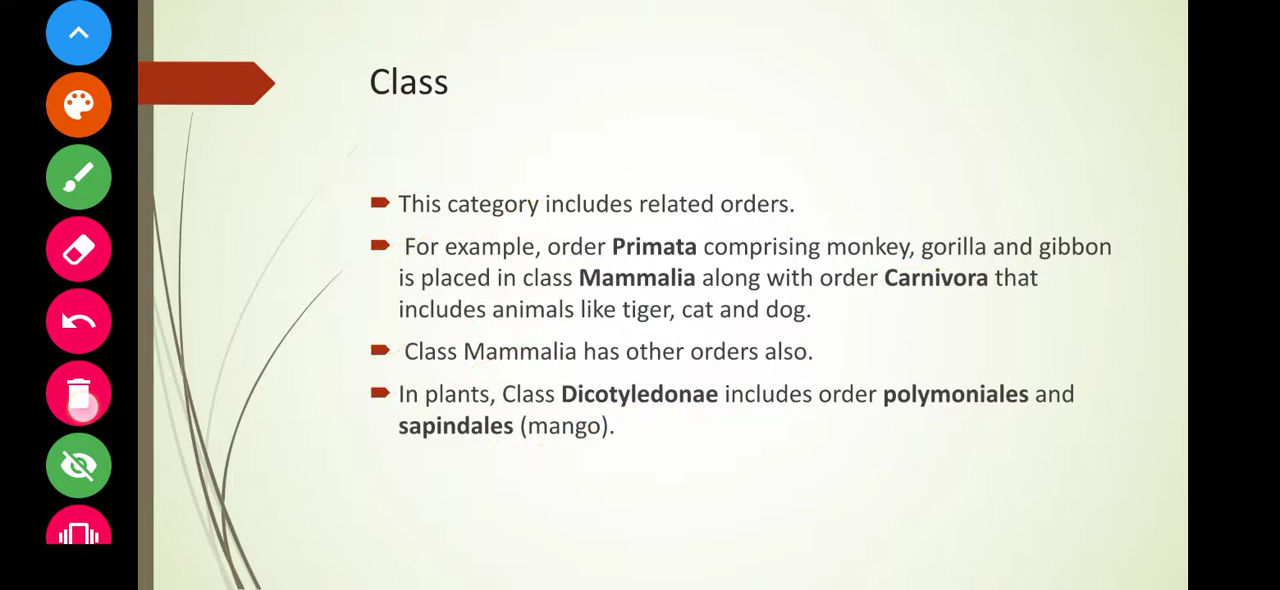 Class
This category includes related orders.
For example, order Primata comprising monkey, gorilla and gibbon
is placed in class Mammalia along with order Carnivora that
includes animals like tiger, cat and dog.
Class Mammalia has other orders also.
In plants, Class Dicotyledonae includes order polymoniales and
sapindales (mango).